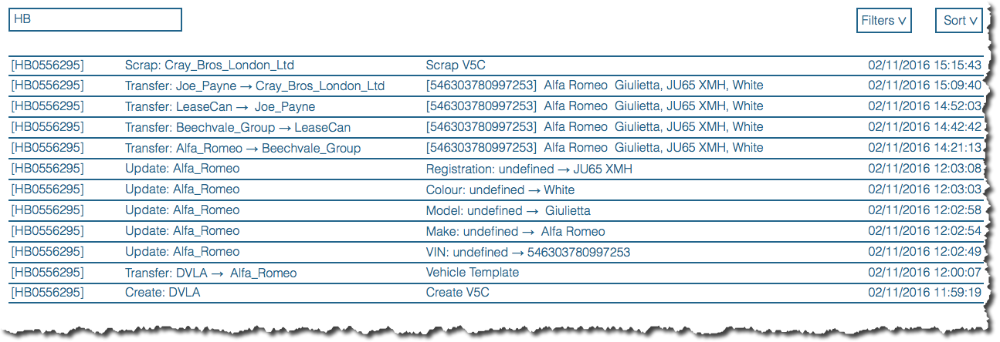 HB
Filters ∨ Sort ∨
[HB0556295] Scrap: Cray_Bros_London_Ltd Scrap V5C 02/11/2016 15:15:43
[HB0556295] Transfer: Joe_Payne → Cray_Bros_London_Ltd [546303780997253] Alfa Romeo Giulietta, JU65 XMH, White 02/11/2016 15:09:40
[HB0556295] Transfer: LeaseCan → Joe_Payne [546303780997253] Alfa Romeo Giulietta, JU65 XMH, White 02/11/2016 14:52:03
[HB0556295] Transfer: Beechvale_Group → LeaseCan [546303780997253] Alfa Romeo Giulietta, JU65 XMH, White 02/11/2016 14:42:42
[HB0556295] Transfer: Alfa_Romeo → Beechvale_Group [546303780997253] Alfa Romeo Giulietta, JU65 XMH, White 02/11/2016 14:21:13
[HB0556295] Update: Alfa_Romeo Registration: undefined → JU65 XMH 02/11/2016 12:03:08
[HB0556295] Update: Alfa_Romeo Colour: undefined → White 02/11/2016 12:03:03
[HB0556295] Update: Alfa_Romeo Model: undefined → Giulietta 02/11/2016 12:02:58
[HB0556295] Update: Alfa_Romeo Make: undefined → Alfa Romeo 02/11/2016 12:02:54
[HB0556295] Update: Alfa_Romeo VIN: undefined → 546303780997253 02/11/2016 12:02:49
[HB0556295] Transfer: DVLA → Alfa_Romeo Vehicle Template 02/11/2016 12:00:07
[HB0556295] Create: DVLA Create V5C 02/11/2016 11:59:19